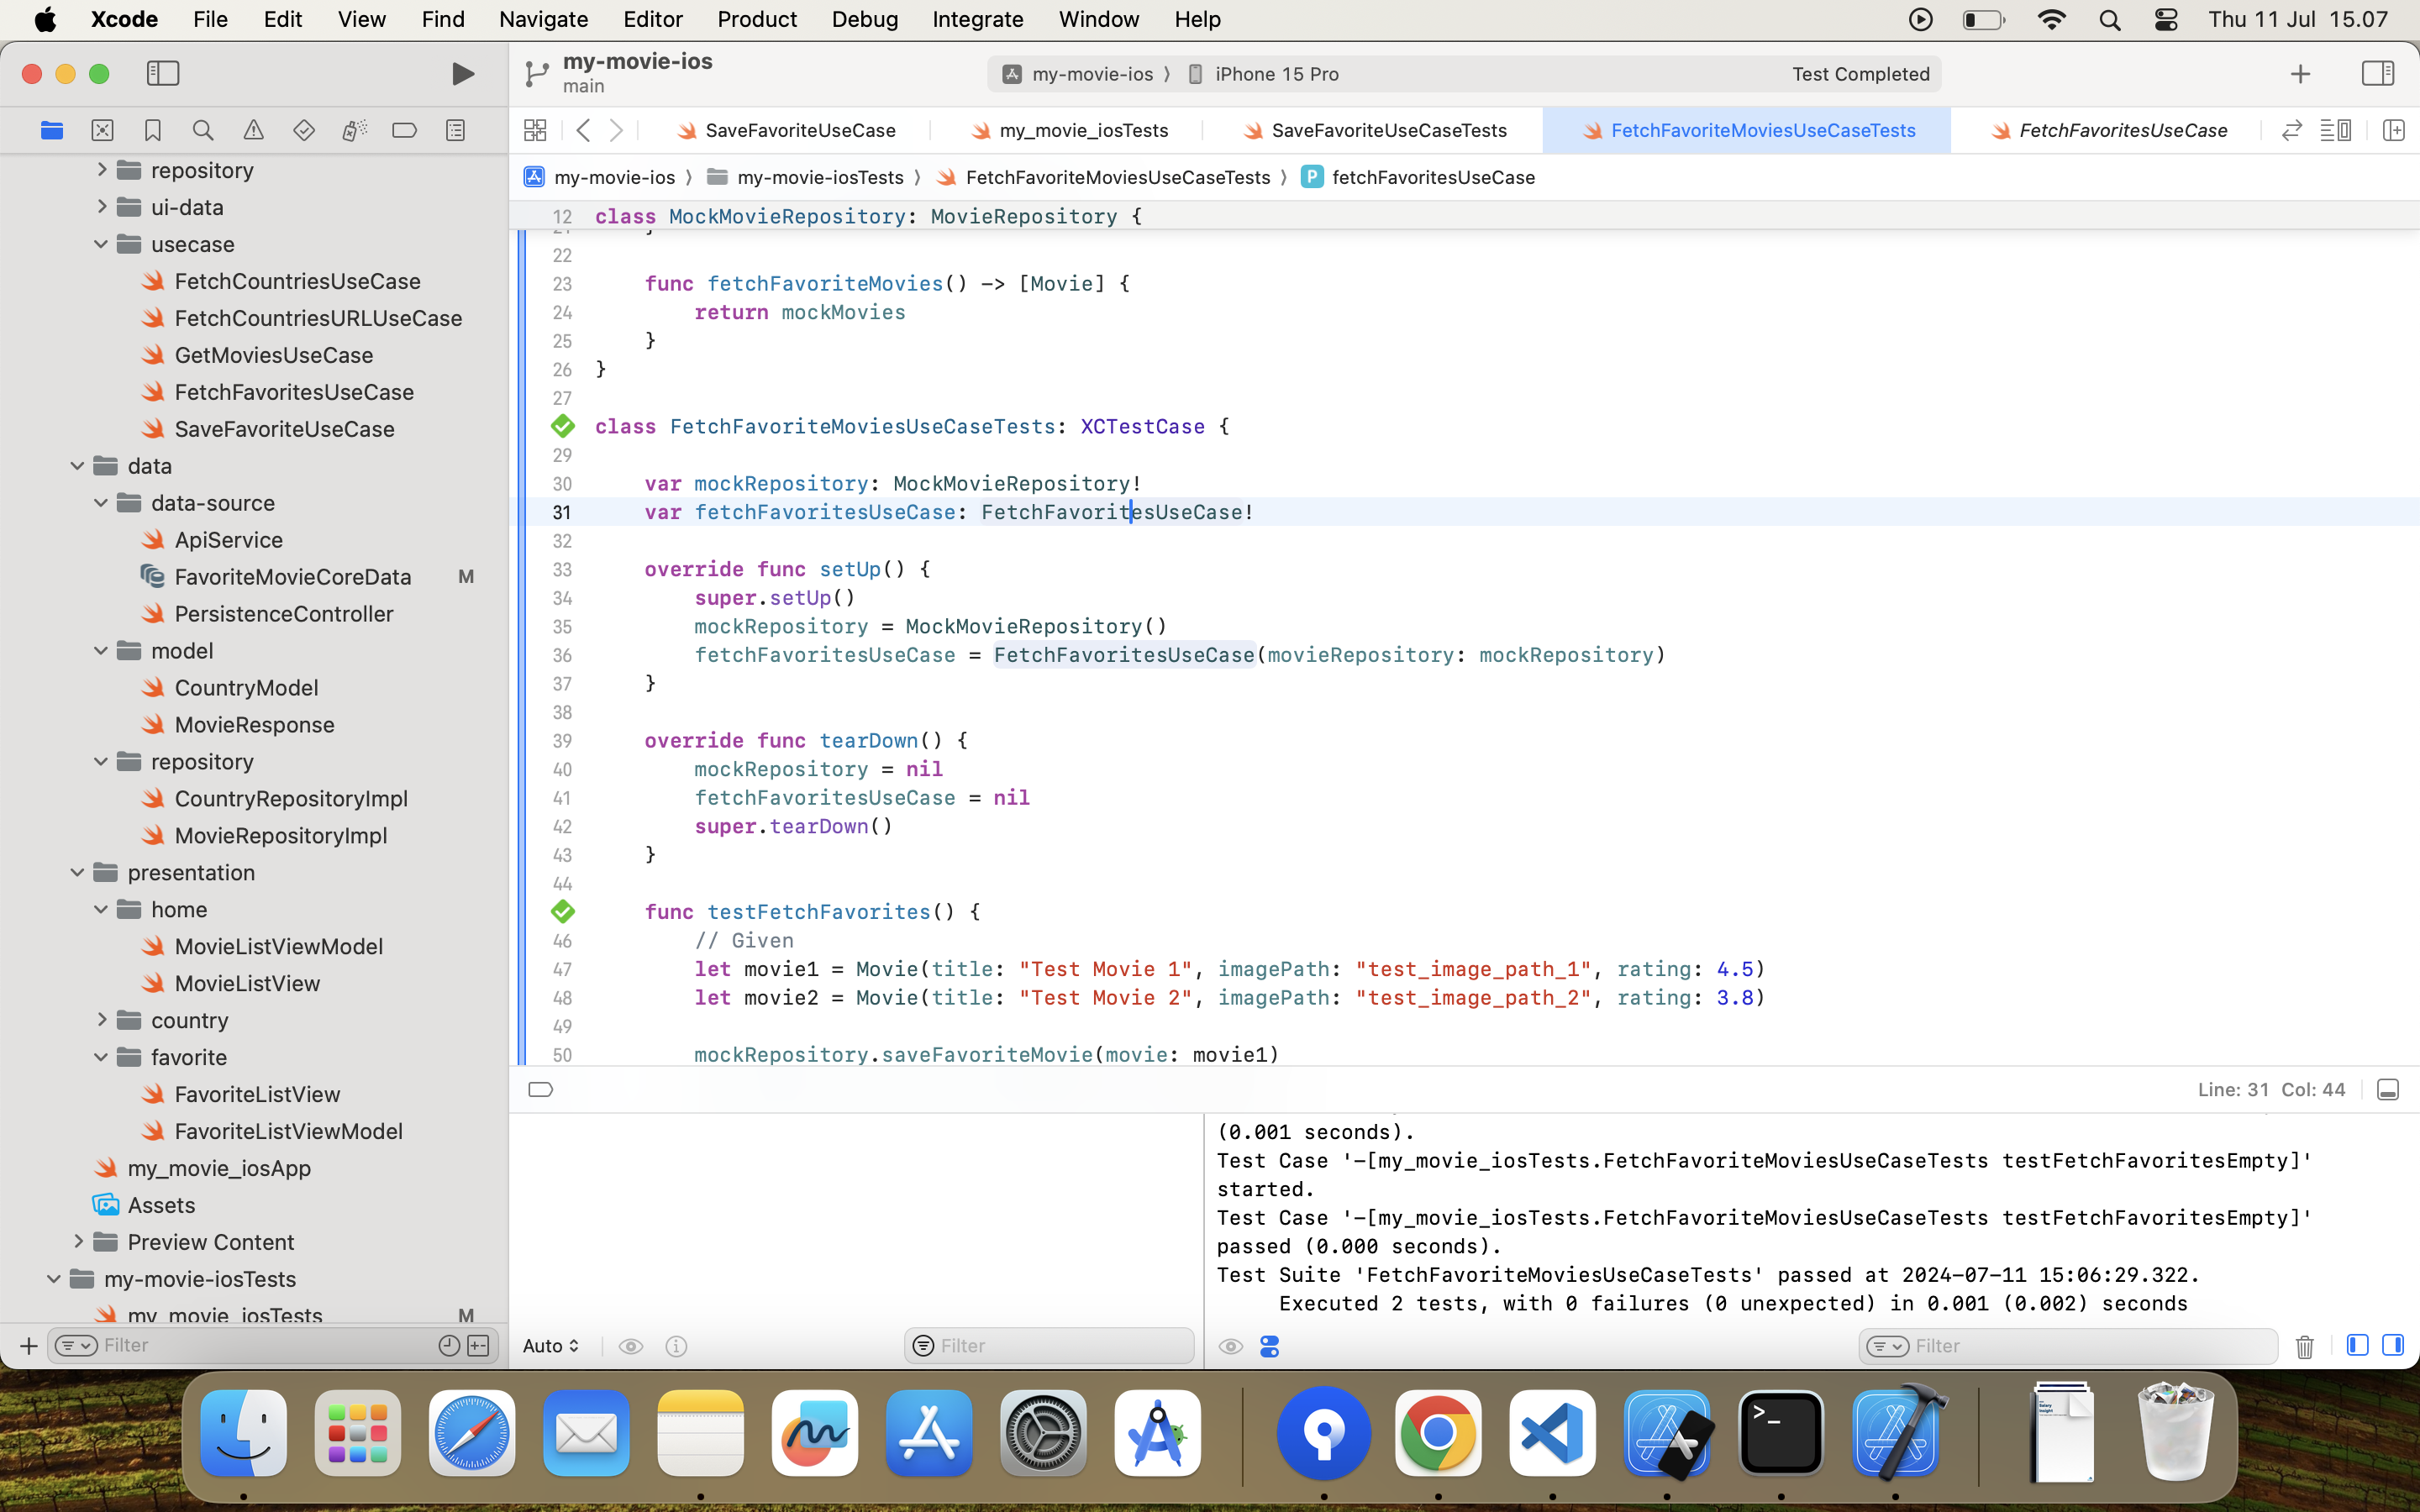 Xcode File Edit View Find Navigate Editor Product Debug Integrate Window Help Thu 11 Jul 15.07
my-movie-ios
main
my-movie-ios ⟩ iPhone 15 Pro Test Completed
SaveFavoriteUseCase my_movie_iosTests SaveFavoriteUseCaseTests FetchFavoriteMoviesUseCaseTests FetchFavoritesUseCase
my-movie-ios ⟩ my-movie-iosTests ⟩ FetchFavoriteMoviesUseCaseTests ⟩ P fetchFavoritesUseCase
repository
ui-data
usecase
FetchCountriesUseCase
FetchCountriesURLUseCase
GetMoviesUseCase
FetchFavoritesUseCase
SaveFavoriteUseCase
data
data-source
ApiService
FavoriteMovieCoreData M
PersistenceController
model
CountryModel
MovieResponse
repository
CountryRepositoryImpl
MovieRepositoryImpl
presentation
home
MovieListViewModel
MovieListView
country
favorite
FavoriteListView
FavoriteListViewModel
my_movie_iosApp
Assets
Preview Content
my-movie-iosTests
my_movie_iosTests M
Filter
12 class MockMovieRepository: MovieRepository {
22
23 func fetchFavoriteMovies() -> [Movie] {
24 return mockMovies
25 }
26 }
27
class FetchFavoriteMoviesUseCaseTests: XCTestCase {
29
30 var mockRepository: MockMovieRepository!
31 var fetchFavoritesUseCase: FetchFavoritesUseCase!
32
33 override func setUp() {
34 super.setUp()
35 mockRepository = MockMovieRepository()
36 fetchFavoritesUseCase = FetchFavoritesUseCase(movieRepository: mockRepository)
37 }
38
39 override func tearDown() {
40 mockRepository = nil
41 fetchFavoritesUseCase = nil
42 super.tearDown()
43 }
44
func testFetchFavorites() {
46 // Given
47 let movie1 = Movie(title: "Test Movie 1", imagePath: "test_image_path_1", rating: 4.5)
48 let movie2 = Movie(title: "Test Movie 2", imagePath: "test_image_path_2", rating: 3.8)
49
50 mockRepository.saveFavoriteMovie(movie: movie1)
Line: 31 Col: 44
(0.001 seconds).
Test Case '-[my_movie_iosTests.FetchFavoriteMoviesUseCaseTests testFetchFavoritesEmpty]'
started.
Test Case '-[my_movie_iosTests.FetchFavoriteMoviesUseCaseTests testFetchFavoritesEmpty]'
passed (0.000 seconds).
Test Suite 'FetchFavoriteMoviesUseCaseTests' passed at 2024-07-11 15:06:29.322.
Executed 2 tests, with 0 failures (0 unexpected) in 0.001 (0.002) seconds
Auto Filter Filter